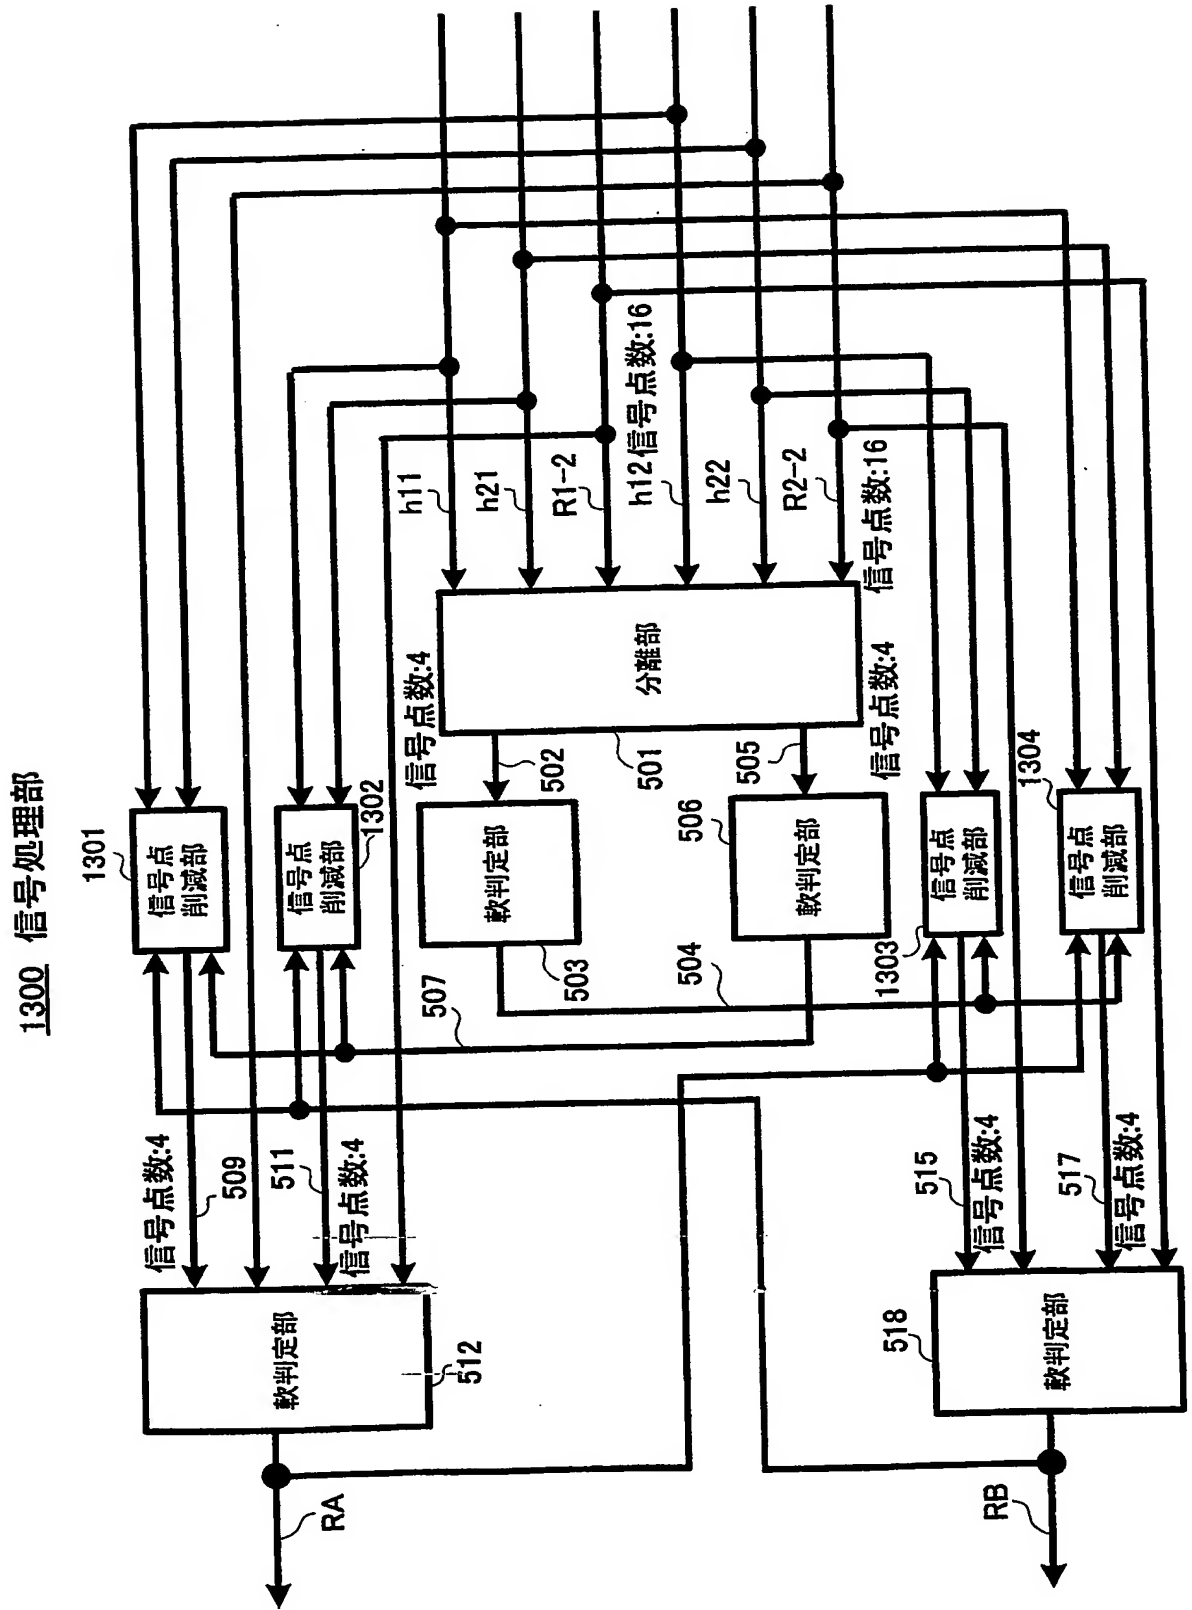 1300 信号処理部
h11
h21
R1-2
h12
信号点数:16
h22
R2-2
信号点数:16
分離部
501
信号点数:4
502
軟判定部
503
504
信号点数:4
505
軟判定部
506
507
1301
信号点
削減部
1302
信号点
削減部
1303
信号点
削減部
1304
信号点
削減部
信号点数:4
509
511
信号点数:4
軟判定部
512
RA
515
信号点数:4
517
信号点数:4
軟判定部
518
RB